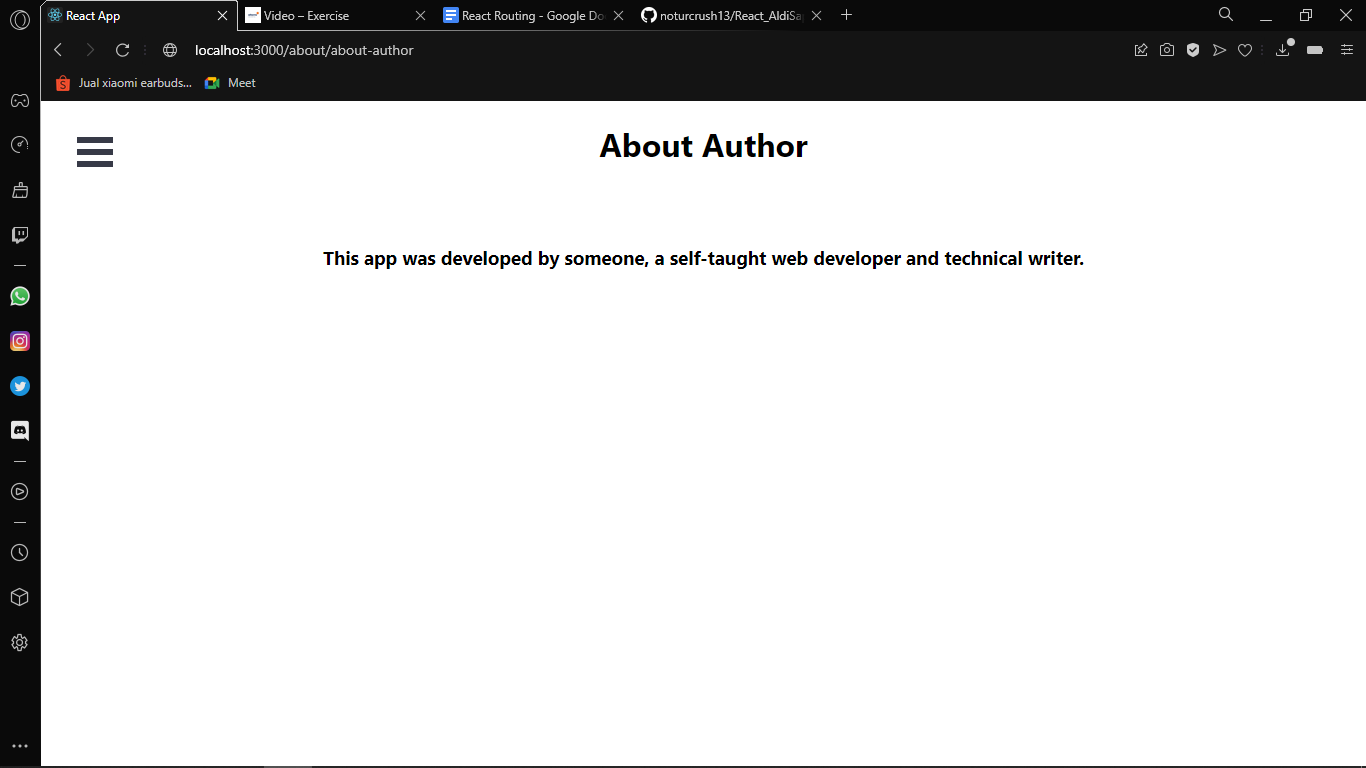 React App
Video – Exercise
React Routing - Google Do
noturcrush13/React_AldiSa
localhost:3000/about/about-author
Jual xiaomi earbuds...
Meet
About Author
This app was developed by someone, a self-taught web developer and technical writer.